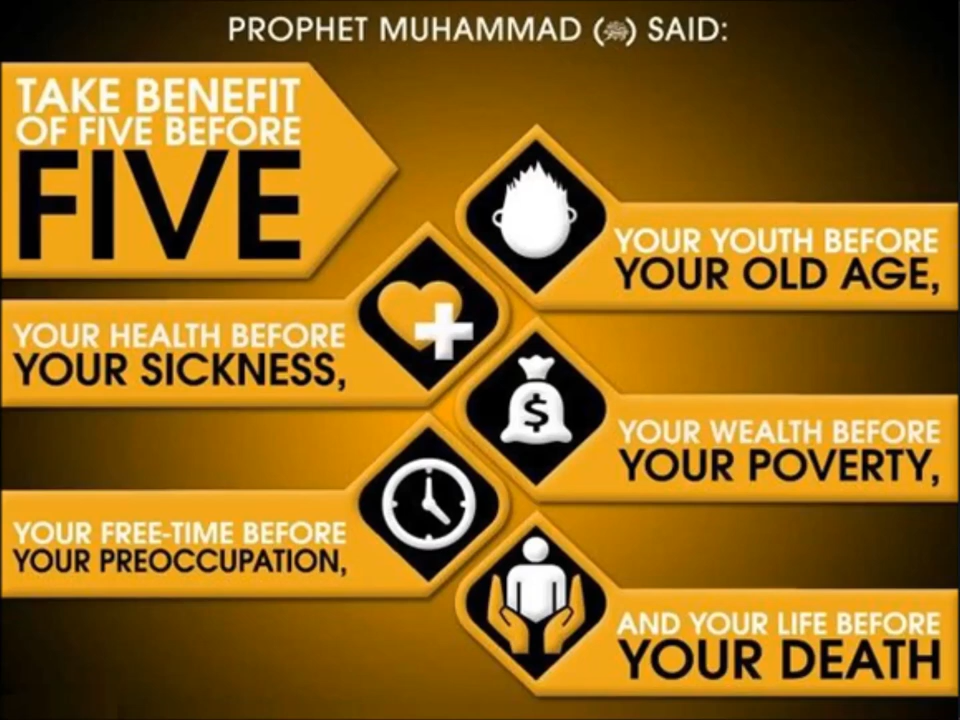 PROPHET MUHAMMAD (ﷺ) SAID:
TAKE BENEFIT
OF FIVE BEFORE
FIVE
YOUR YOUTH BEFORE
YOUR OLD AGE,
YOUR HEALTH BEFORE
YOUR SICKNESS,
$
YOUR WEALTH BEFORE
YOUR POVERTY,
YOUR FREE-TIME BEFORE
YOUR PREOCCUPATION,
AND YOUR LIFE BEFORE
YOUR DEATH